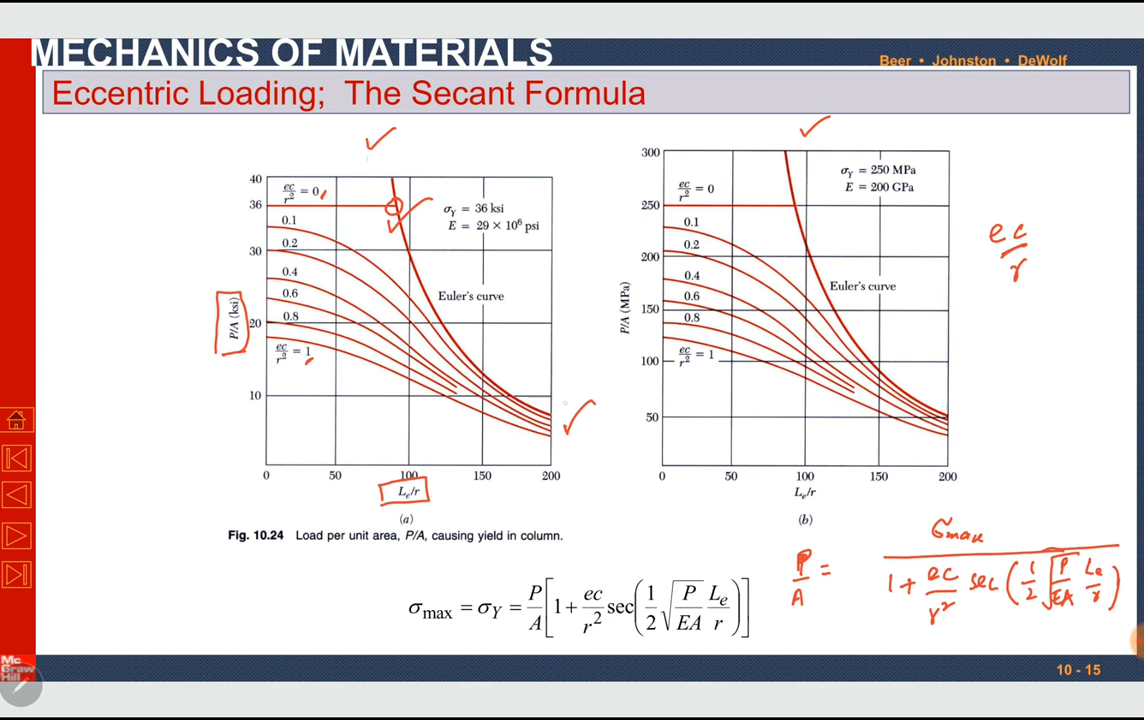 MECHANICS OF MATERIALS
Beer • Johnston • DeWolf
Eccentric Loading; The Secant Formula
40
36
30
20
10
P/A (ksi)
ec/r² = 0
0.1
0.2
0.4
0.6
0.8
ec/r² = 1
σY = 36 ksi
E = 29 × 10⁶ psi
Euler's curve
0 50 100 150 200
Le/r
(a)
300
250
200
150
100
50
P/A (MPa)
ec/r² = 0
0.1
0.2
0.4
0.6
0.8
ec/r² = 1
σY = 250 MPa
E = 200 GPa
Euler's curve
0 50 100 150 200
Le/r
(b)
ec/r
Fig. 10.24 Load per unit area, P/A, causing yield in column.
σmax = σY = P/A [1 + ec/r² sec(1/2 √(P/EA) Le/r)]
P/A = σmax / (1 + ec/r² sec(1/2 √(P/EA) Le/r))
Mc
Graw
Hill
10 - 15